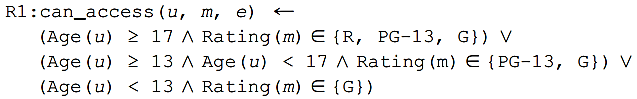 R1:can_access(u, m, e) ←
(Age(u) ≥ 17 ∧ Rating(m) ∈ {R, PG-13, G}) ∨
(Age(u) ≥ 13 ∧ Age(u) < 17 ∧ Rating(m) ∈ {PG-13, G}) ∨
(Age(u) < 13 ∧ Rating(m) ∈ {G})